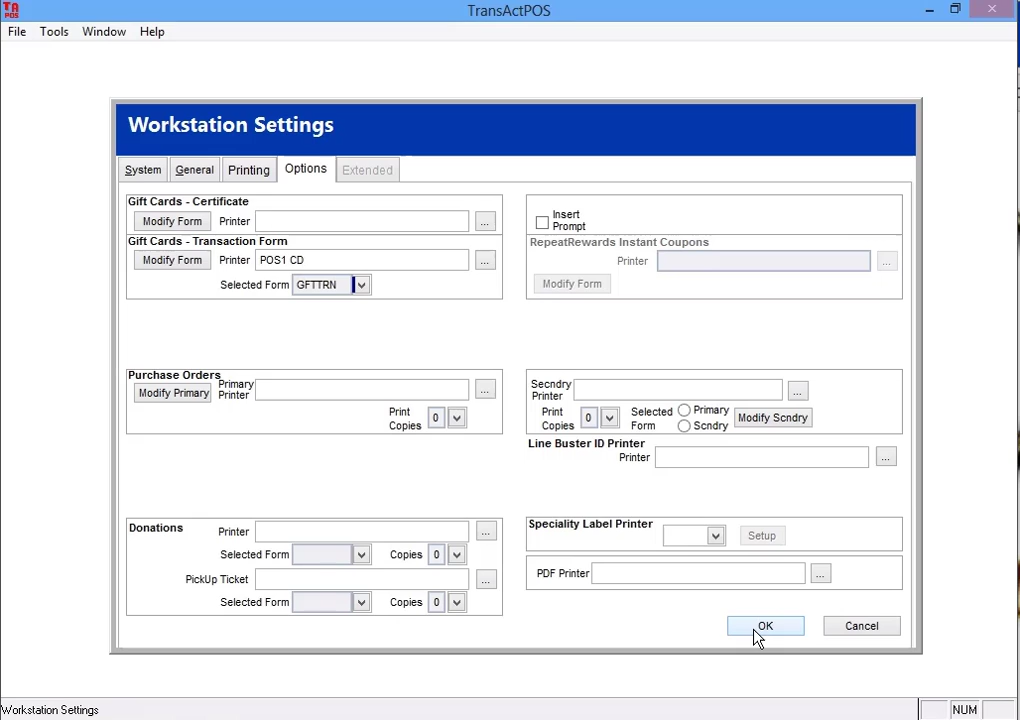 TA
POS
TransActPOS
File Tools Window Help
Workstation Settings
System General Printing Options Extended
Gift Cards - Certificate
Modify Form Printer ...
Gift Cards - Transaction Form
Modify Form Printer POS1 CD ...
Selected Form GFTTRN
Insert
Prompt
RepeatRewards Instant Coupons
Printer ...
Modify Form
Purchase Orders
Modify Primary Primary
Printer ...
Print
Copies 0
Secndry
Printer ...
Print
Copies 0 Selected
Form Primary
Scndry Modify Scndry
Line Buster ID Printer
Printer ...
Donations Printer ...
Selected Form Copies 0
PickUp Ticket ...
Selected Form Copies 0
Speciality Label Printer Setup
PDF Printer ...
OK Cancel
Workstation Settings NUM